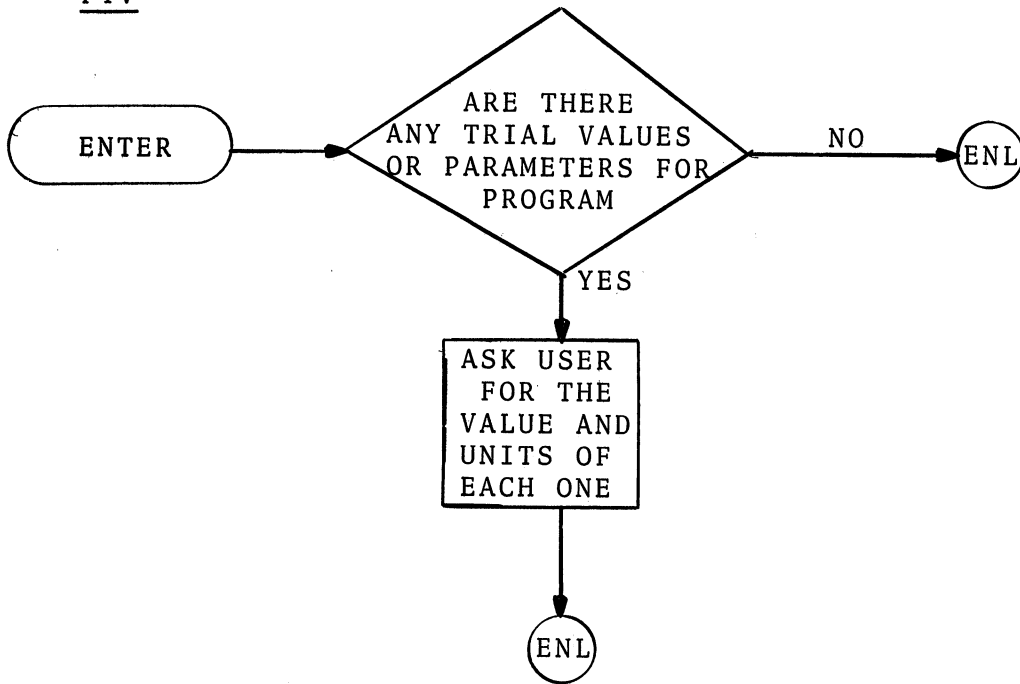 ENTER
ARE THERE
ANY TRIAL VALUES
OR PARAMETERS FOR
PROGRAM
NO
ENL
YES
ASK USER
FOR THE
VALUE AND
UNITS OF
EACH ONE
ENL